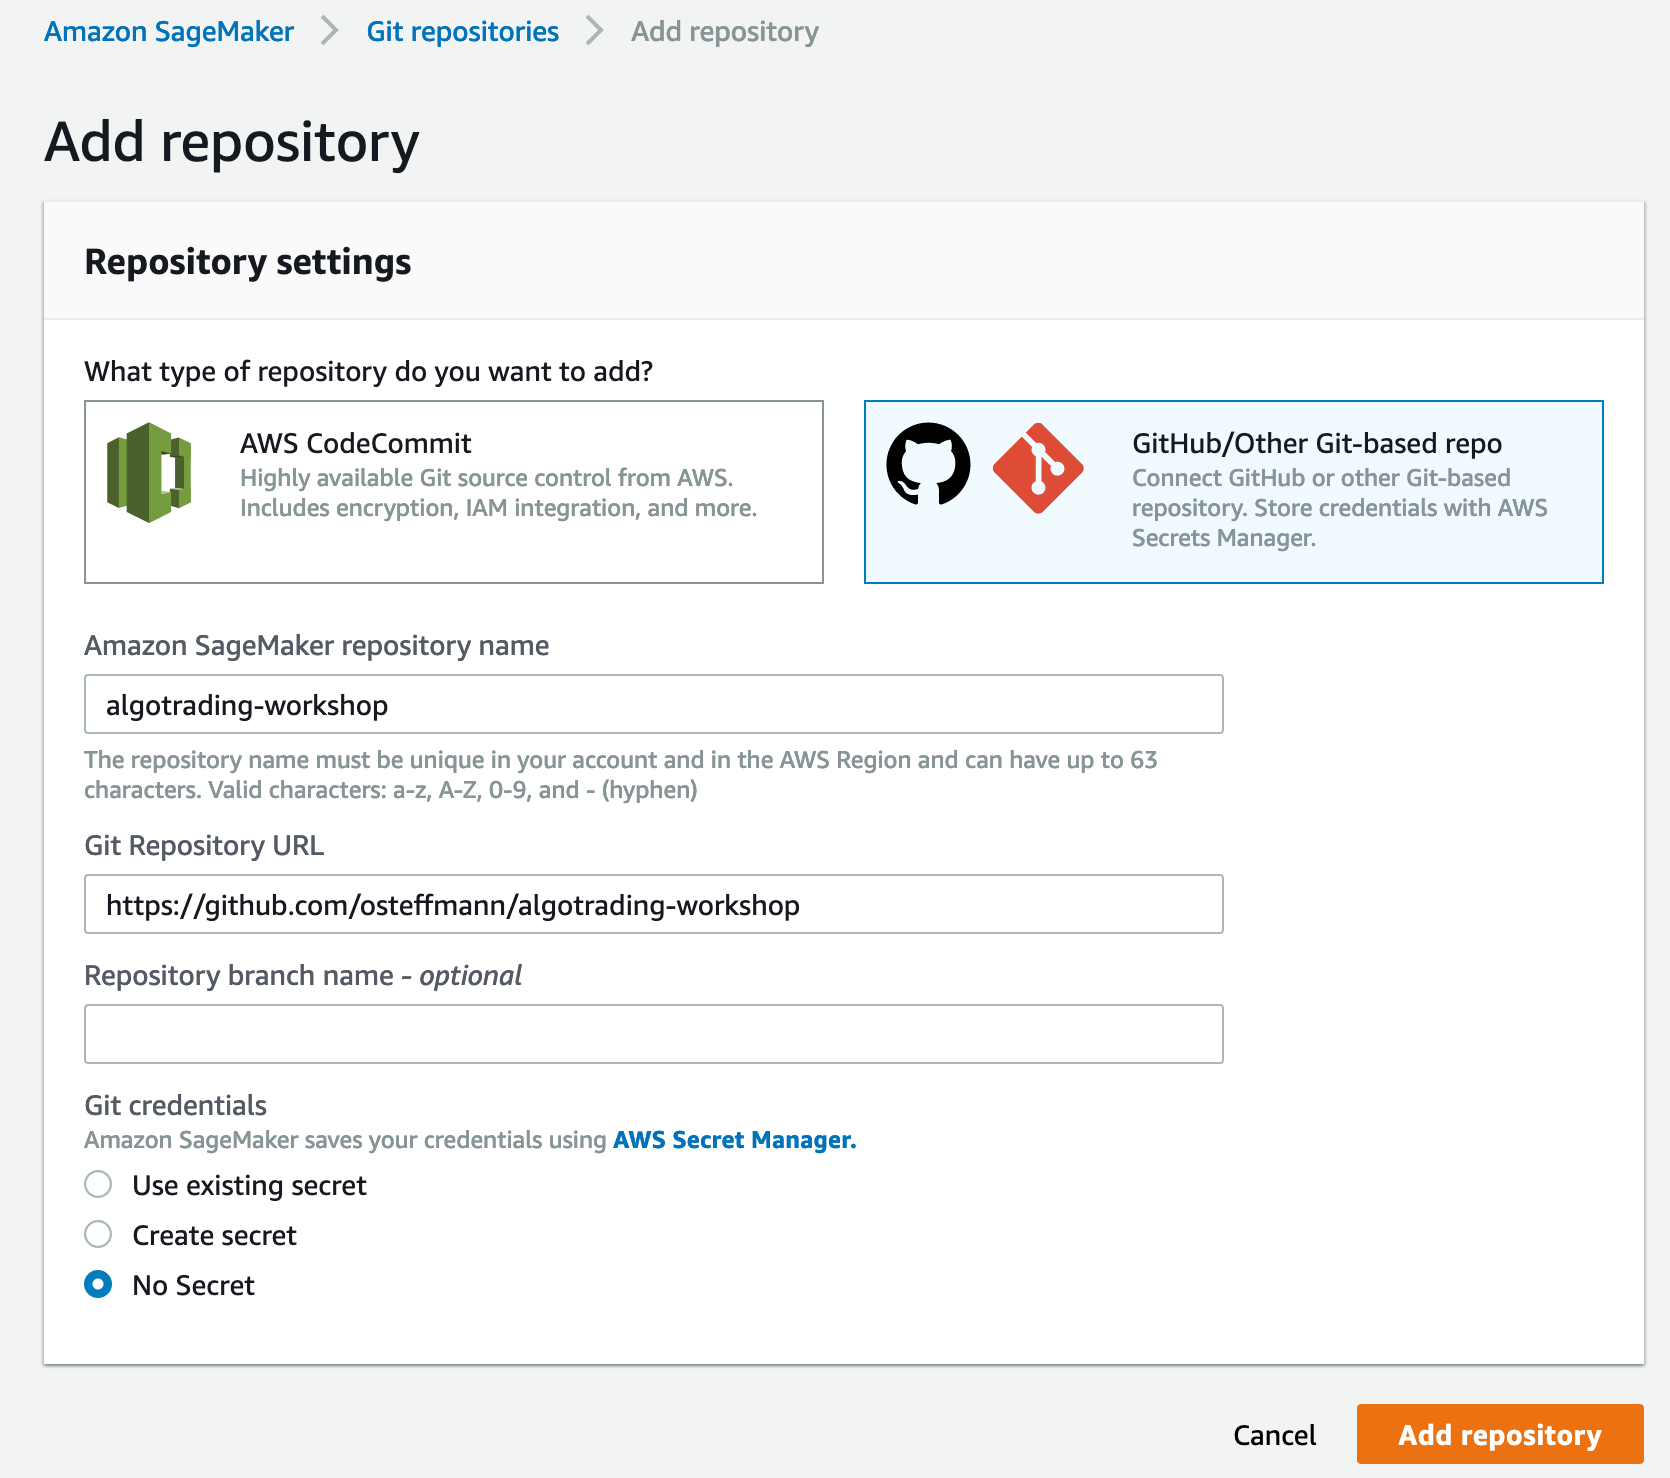 Amazon SageMaker > Git repositories > Add repository
Add repository
Repository settings
What type of repository do you want to add?
AWS CodeCommit
Highly available Git source control from AWS.
Includes encryption, IAM integration, and more.
GitHub/Other Git-based repo
Connect GitHub or other Git-based
repository. Store credentials with AWS
Secrets Manager.
Amazon SageMaker repository name
algotrading-workshop
The repository name must be unique in your account and in the AWS Region and can have up to 63
characters. Valid characters: a-z, A-Z, 0-9, and - (hyphen)
Git Repository URL
https://github.com/osteffmann/algotrading-workshop
Repository branch name - optional
Git credentials
Amazon SageMaker saves your credentials using AWS Secret Manager.
Use existing secret
Create secret
No Secret
Cancel
Add repository